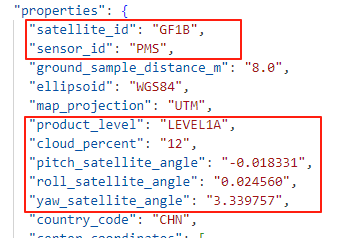 "properties": {
"satellite_id": "GF1B",
"sensor_id": "PMS",
"ground_sample_distance_m": "8.0",
"ellipsoid": "WGS84",
"map_projection": "UTM",
"product_level": "LEVEL1A",
"cloud_percent": "12",
"pitch_satellite_angle": "-0.018331",
"roll_satellite_angle": "0.024560",
"yaw_satellite_angle": "3.339757",
"country_code": "CHN",